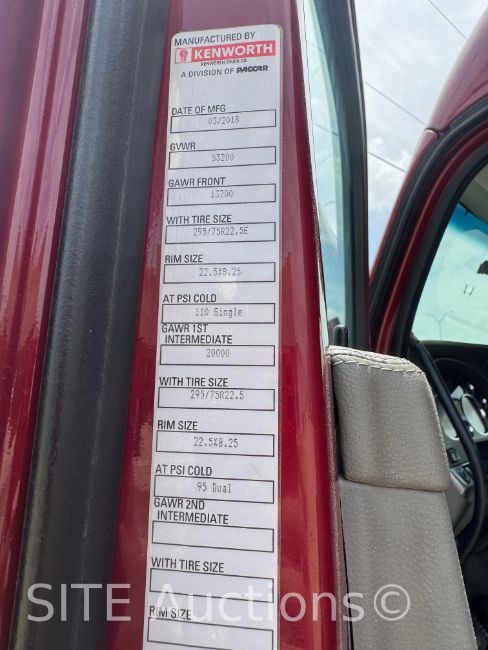 MANUFACTURED BY
KENWORTH
KENWORTH TRUCK CO.
A DIVISION OF PACCAR
DATE OF MFG
03/2018
GVWR
53200
GAWR FRONT
13200
WITH TIRE SIZE
295/75R22.5E
RIM SIZE
22.5X8.25
AT PSI COLD
110 Single
GAWR 1ST
INTERMEDIATE
20000
WITH TIRE SIZE
295/75R22.5
RIM SIZE
22.5X8.25
AT PSI COLD
95 Dual
GAWR 2ND
INTERMEDIATE
WITH TIRE SIZE
RIM SIZE
SITE Auctions©